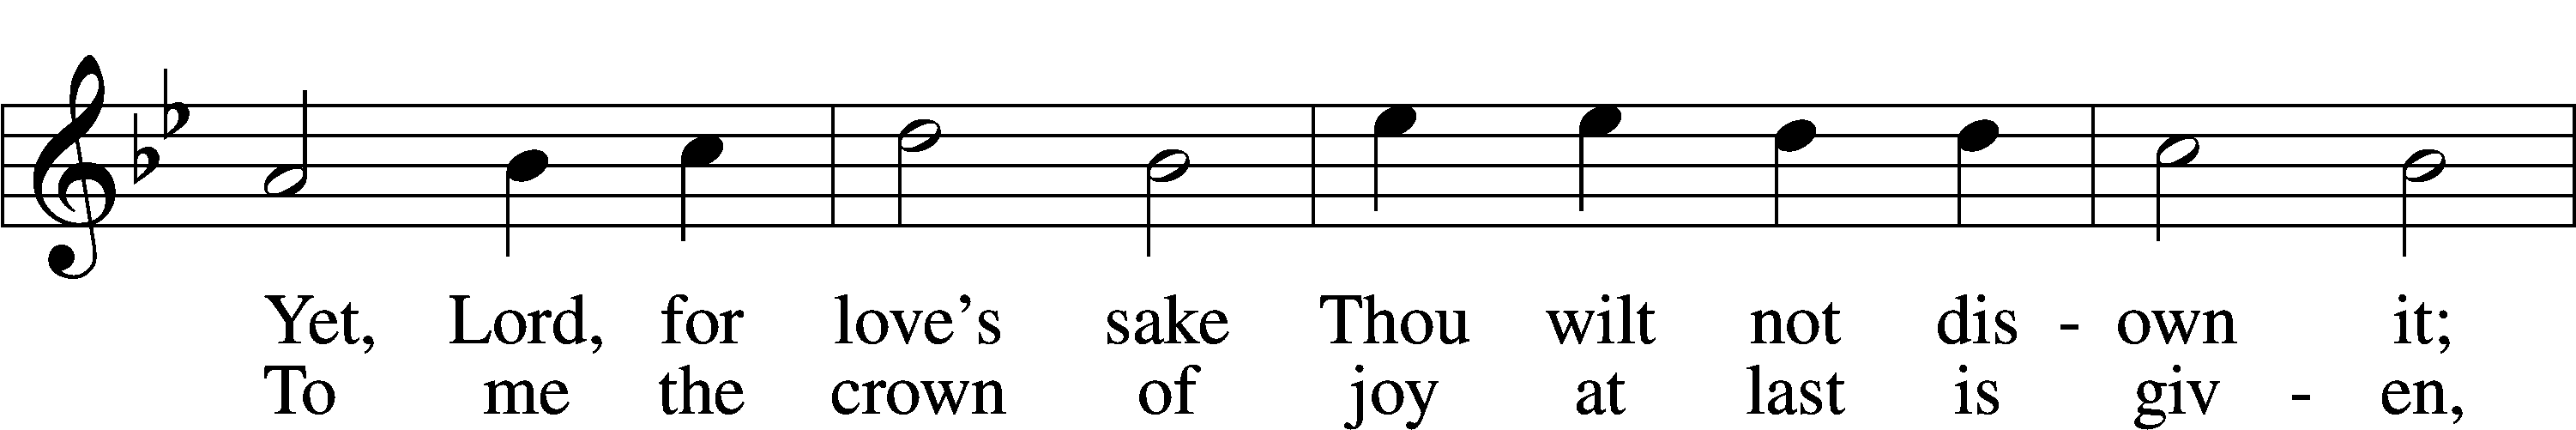 Yet, Lord, for love’s sake Thou wilt not dis - own it;
To me the crown of joy at last is giv - en,